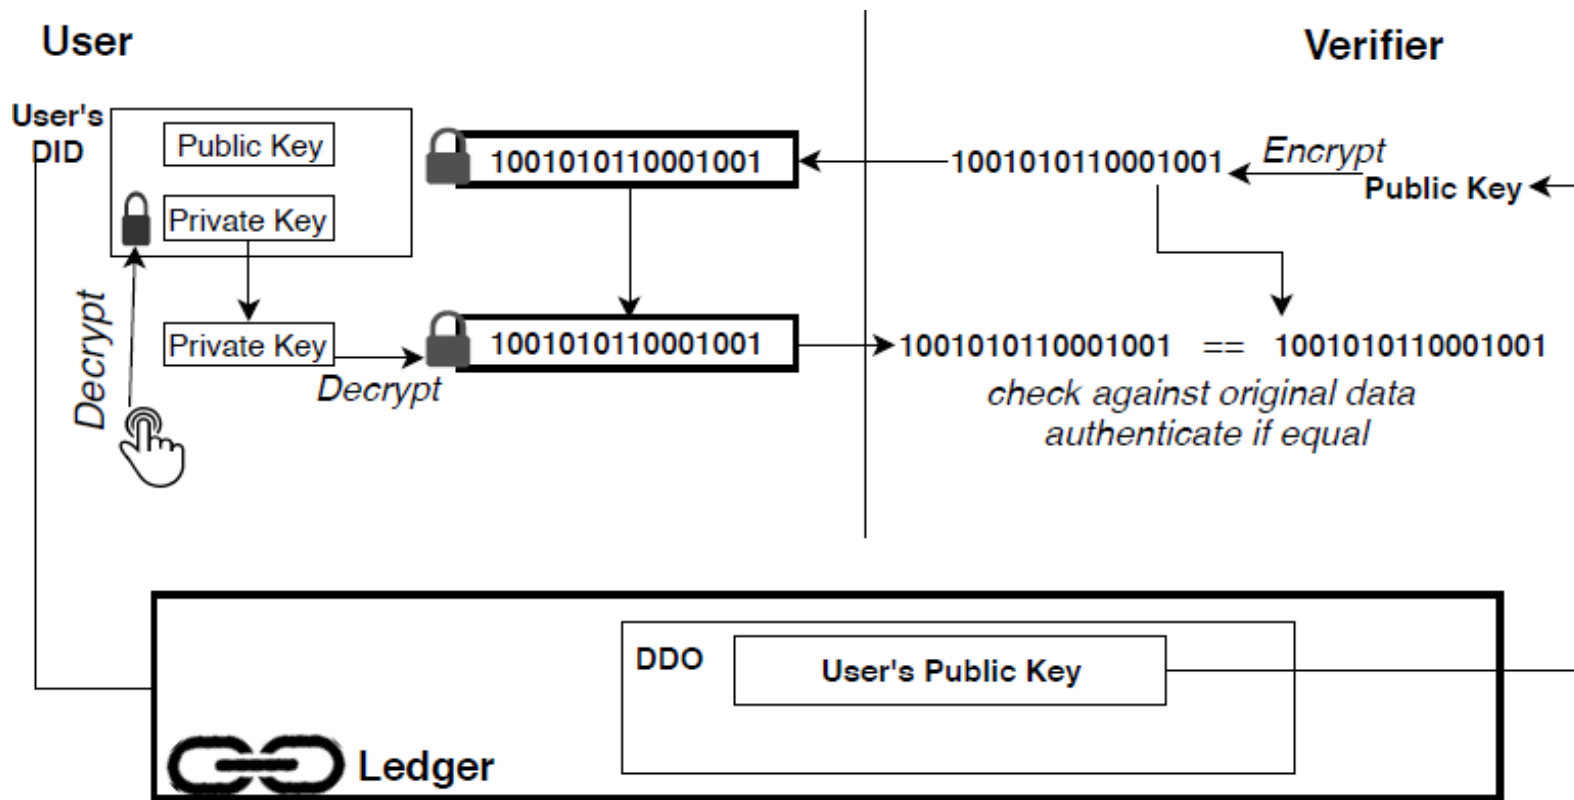 User
Verifier
User's
DID
Public Key
1001010110001001
1001010110001001
Encrypt
Public Key
Private Key
Decrypt
Private Key
Decrypt
1001010110001001
1001010110001001 == 1001010110001001
check against original data
authenticate if equal
DDO
User's Public Key
Ledger